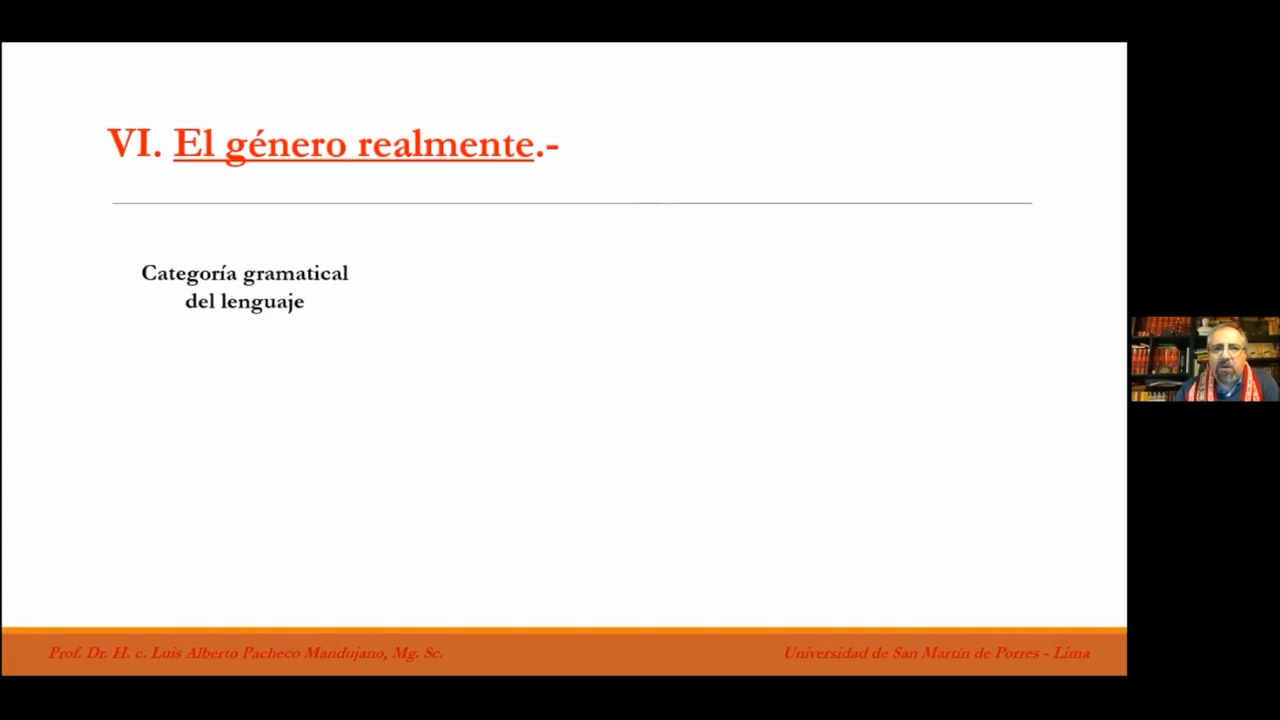 VI. El género realmente.-
Categoría gramatical
del lenguaje
Prof. Dr. H. c. Luis Alberto Pacheco Mandujano, Mg. Sc.
Universidad de San Martín de Porres - Lima